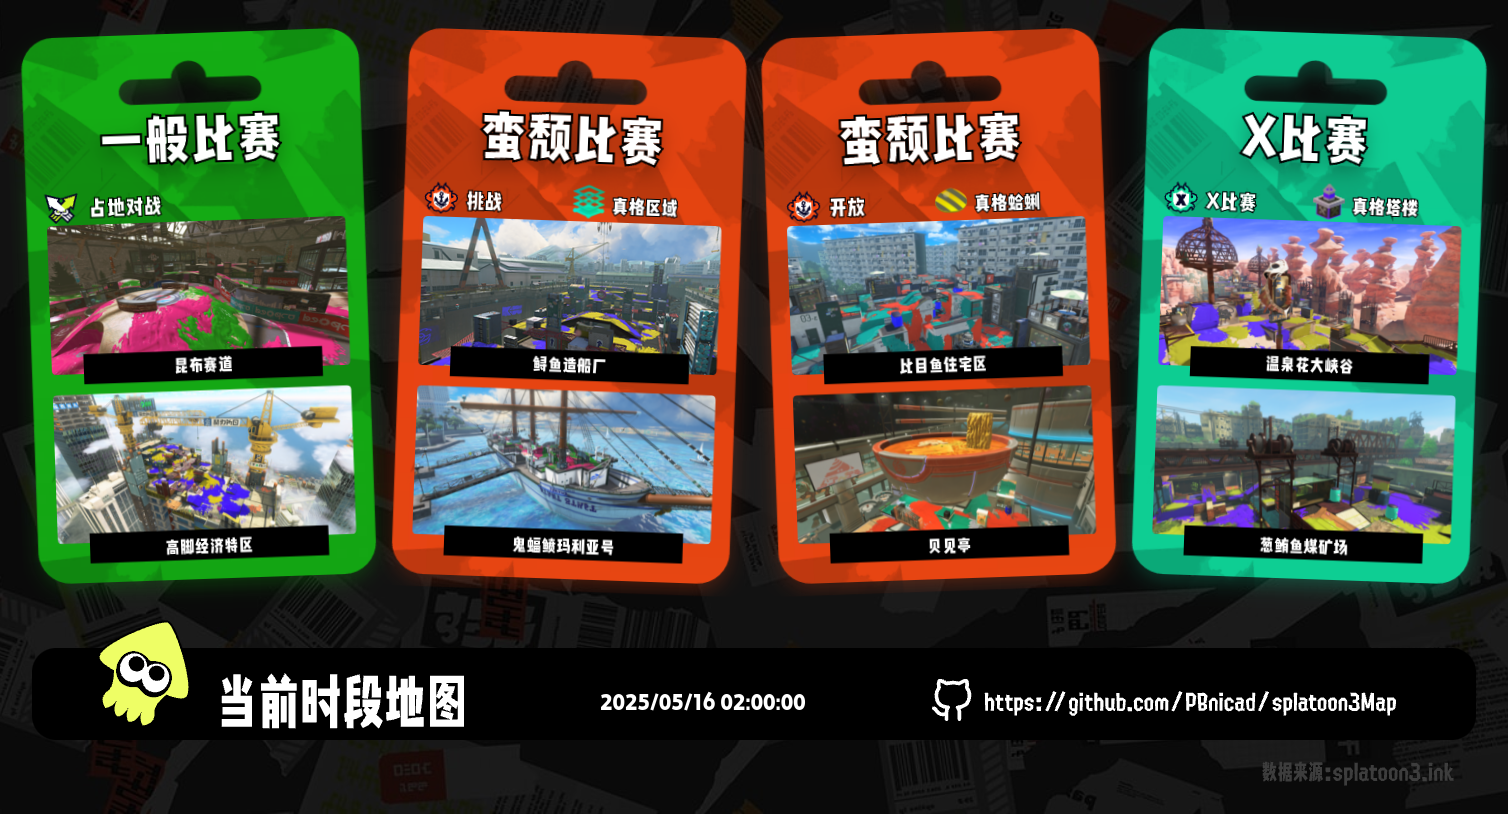 一般比赛
占地对战
昆布赛道
高脚经济特区
蛮颓比赛
挑战
真格区域
鲟鱼造船厂
鬼蝠鲼玛利亚号
蛮颓比赛
开放
真格蛤蜊
比目鱼住宅区
贝见亭
X比赛
X比赛
真格塔楼
温泉花大峡谷
葱鲔鱼煤矿场
当前时段地图
2025/05/16 02:00:00
https://github.com/PBnicad/splatoon3Map
数据来源:splatoon3.ink